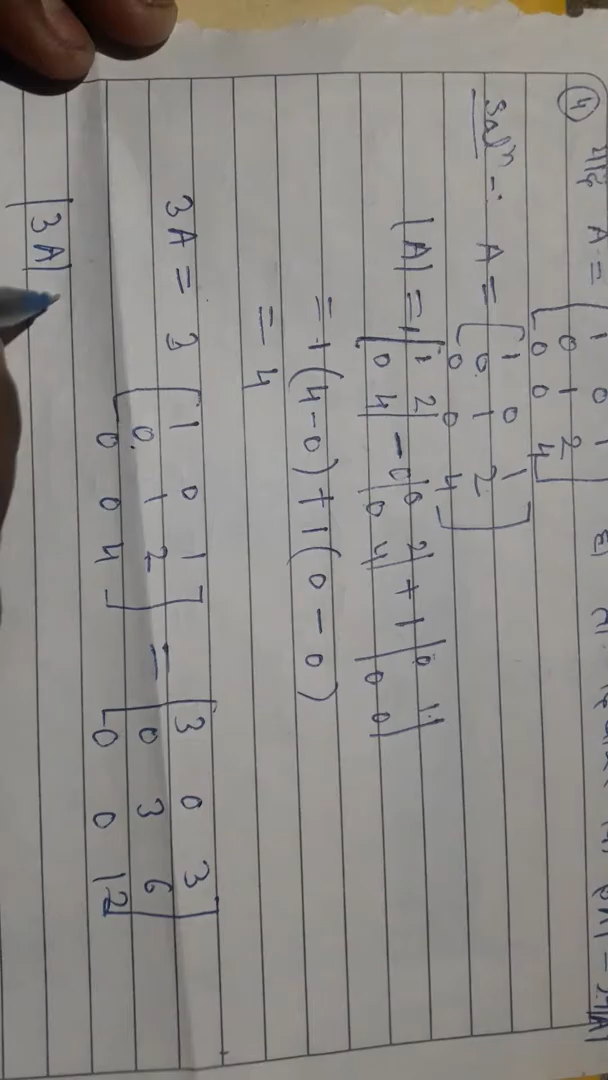 ④ यदि A = [1 0 1
0 1 2
0 0 4] है
Solⁿ :- A = [1 0 1
0 1 2
0 0 4]
|A| = 1 |1 2
0 4| - 0 |0 2
0 4| + 1 |0 1
0 0|
= 1 (4-0) + 1 (0-0)
= 4
3A = 3 [1 0 1
0 1 2
0 0 4] = [3 0 3
0 3 6
0 0 12]
|3A|